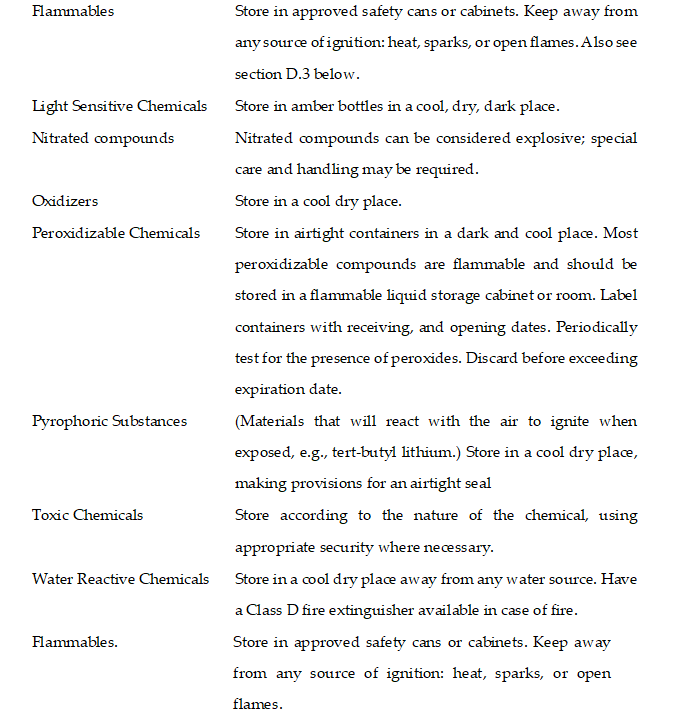 Flammables Store in approved safety cans or cabinets. Keep away from
any source of ignition: heat, sparks, or open flames. Also see
section D.3 below.
Light Sensitive Chemicals Store in amber bottles in a cool, dry, dark place.
Nitrated compounds Nitrated compounds can be considered explosive; special
care and handling may be required.
Oxidizers Store in a cool dry place.
Peroxidizable Chemicals Store in airtight containers in a dark and cool place. Most
peroxidizable compounds are flammable and should be
stored in a flammable liquid storage cabinet or room. Label
containers with receiving, and opening dates. Periodically
test for the presence of peroxides. Discard before exceeding
expiration date.
Pyrophoric Substances (Materials that will react with the air to ignite when
exposed, e.g., tert-butyl lithium.) Store in a cool dry place,
making provisions for an airtight seal
Toxic Chemicals Store according to the nature of the chemical, using
appropriate security where necessary.
Water Reactive Chemicals Store in a cool dry place away from any water source. Have
a Class D fire extinguisher available in case of fire.
Flammables. Store in approved safety cans or cabinets. Keep away
from any source of ignition: heat, sparks, or open
flames.